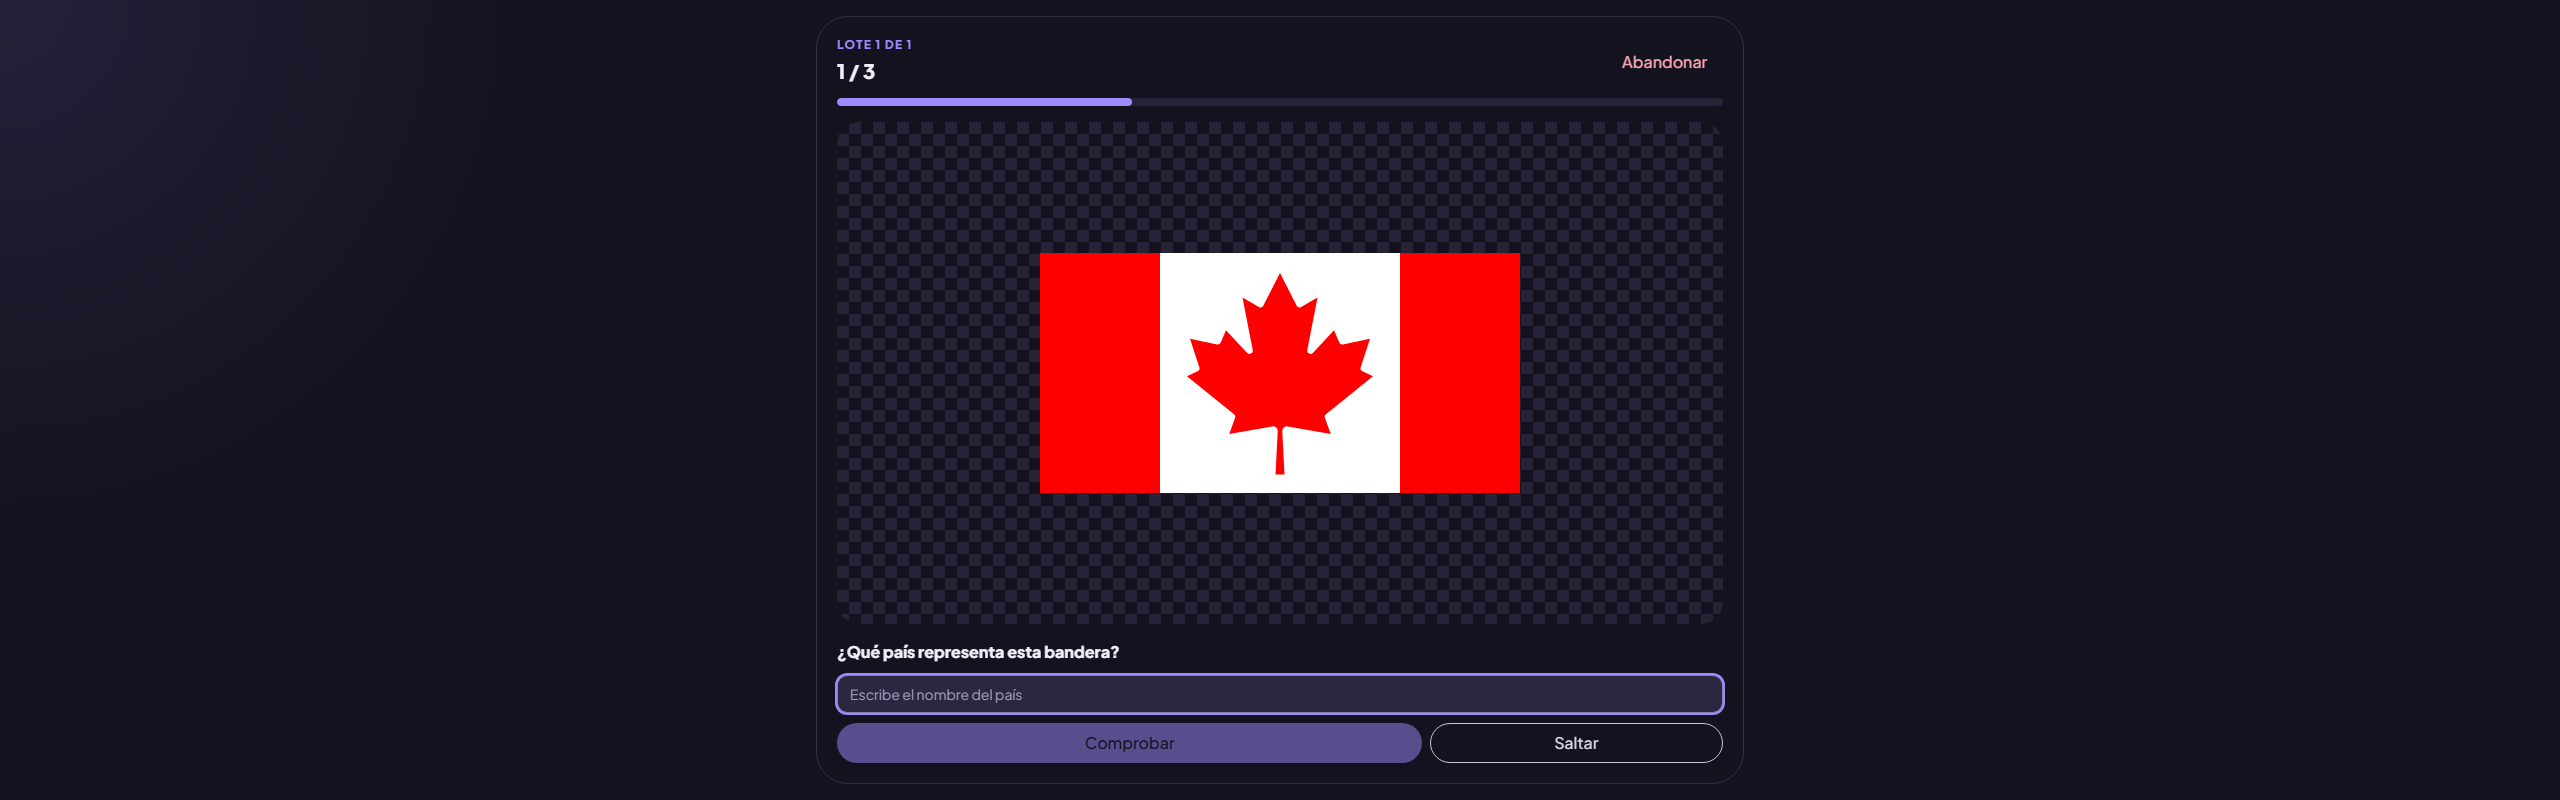 LOTE 1 DE 1
1 / 3
Abandonar
¿Qué país representa esta bandera?
Escribe el nombre del país
Comprobar
Saltar